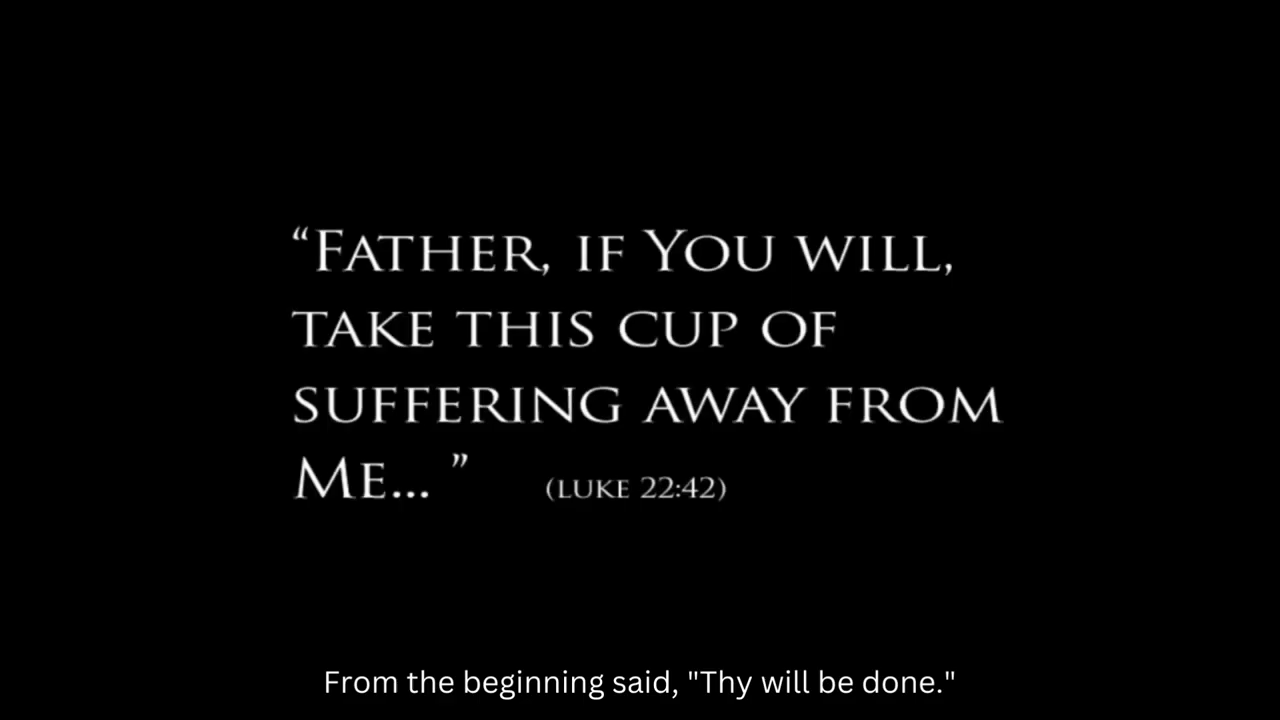 “Father, if You will,
take this cup of
suffering away from
Me... ”   (Luke 22:42)
From the beginning said, "Thy will be done."